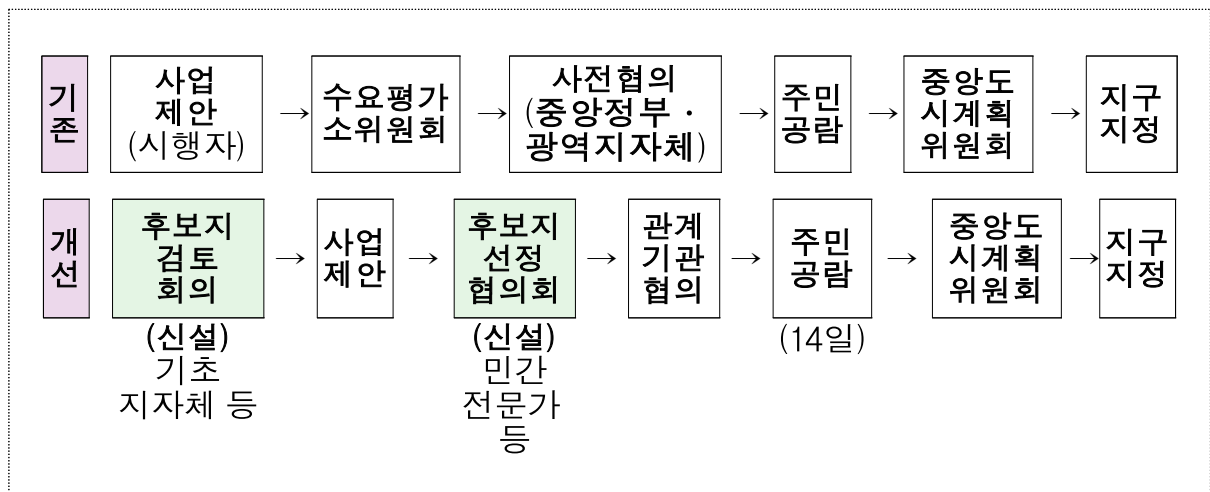 기
존
사업
제안
(시행자)
→
수요평가
소위원회
→
사전협의
(중앙정부 ·
광역지자체)
→
주민
공람
→
중앙도
시계획
위원회
→
지구
지정
개
선
후보지
검토
회의
(신설)
기초
지자체 등
→
사업
제안
→
후보지
선정
협의회
(신설)
민간
전문가
등
→
관계
기관
협의
→
주민
공람
(14일)
→
중앙도
시계획
위원회
→
지구
지정